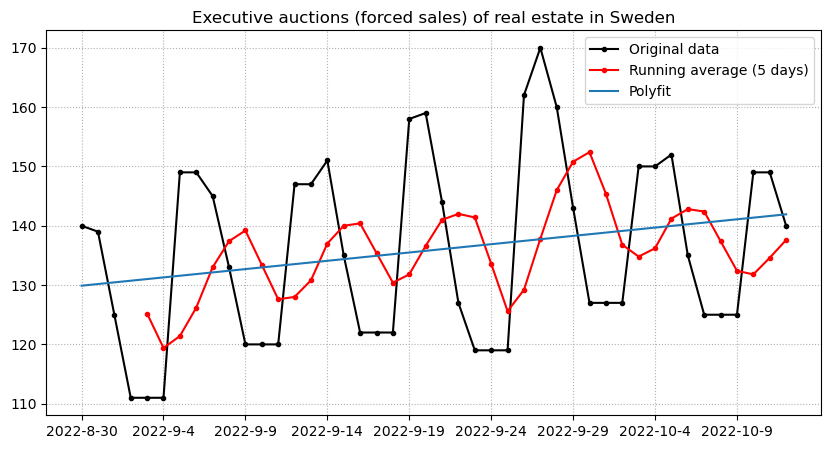 Executive auctions (forced sales) of real estate in Sweden
Original data
Running average (5 days)
Polyfit
170
160
150
140
130
120
110
2022-8-30 2022-9-4 2022-9-9 2022-9-14 2022-9-19 2022-9-24 2022-9-29 2022-10-4 2022-10-9